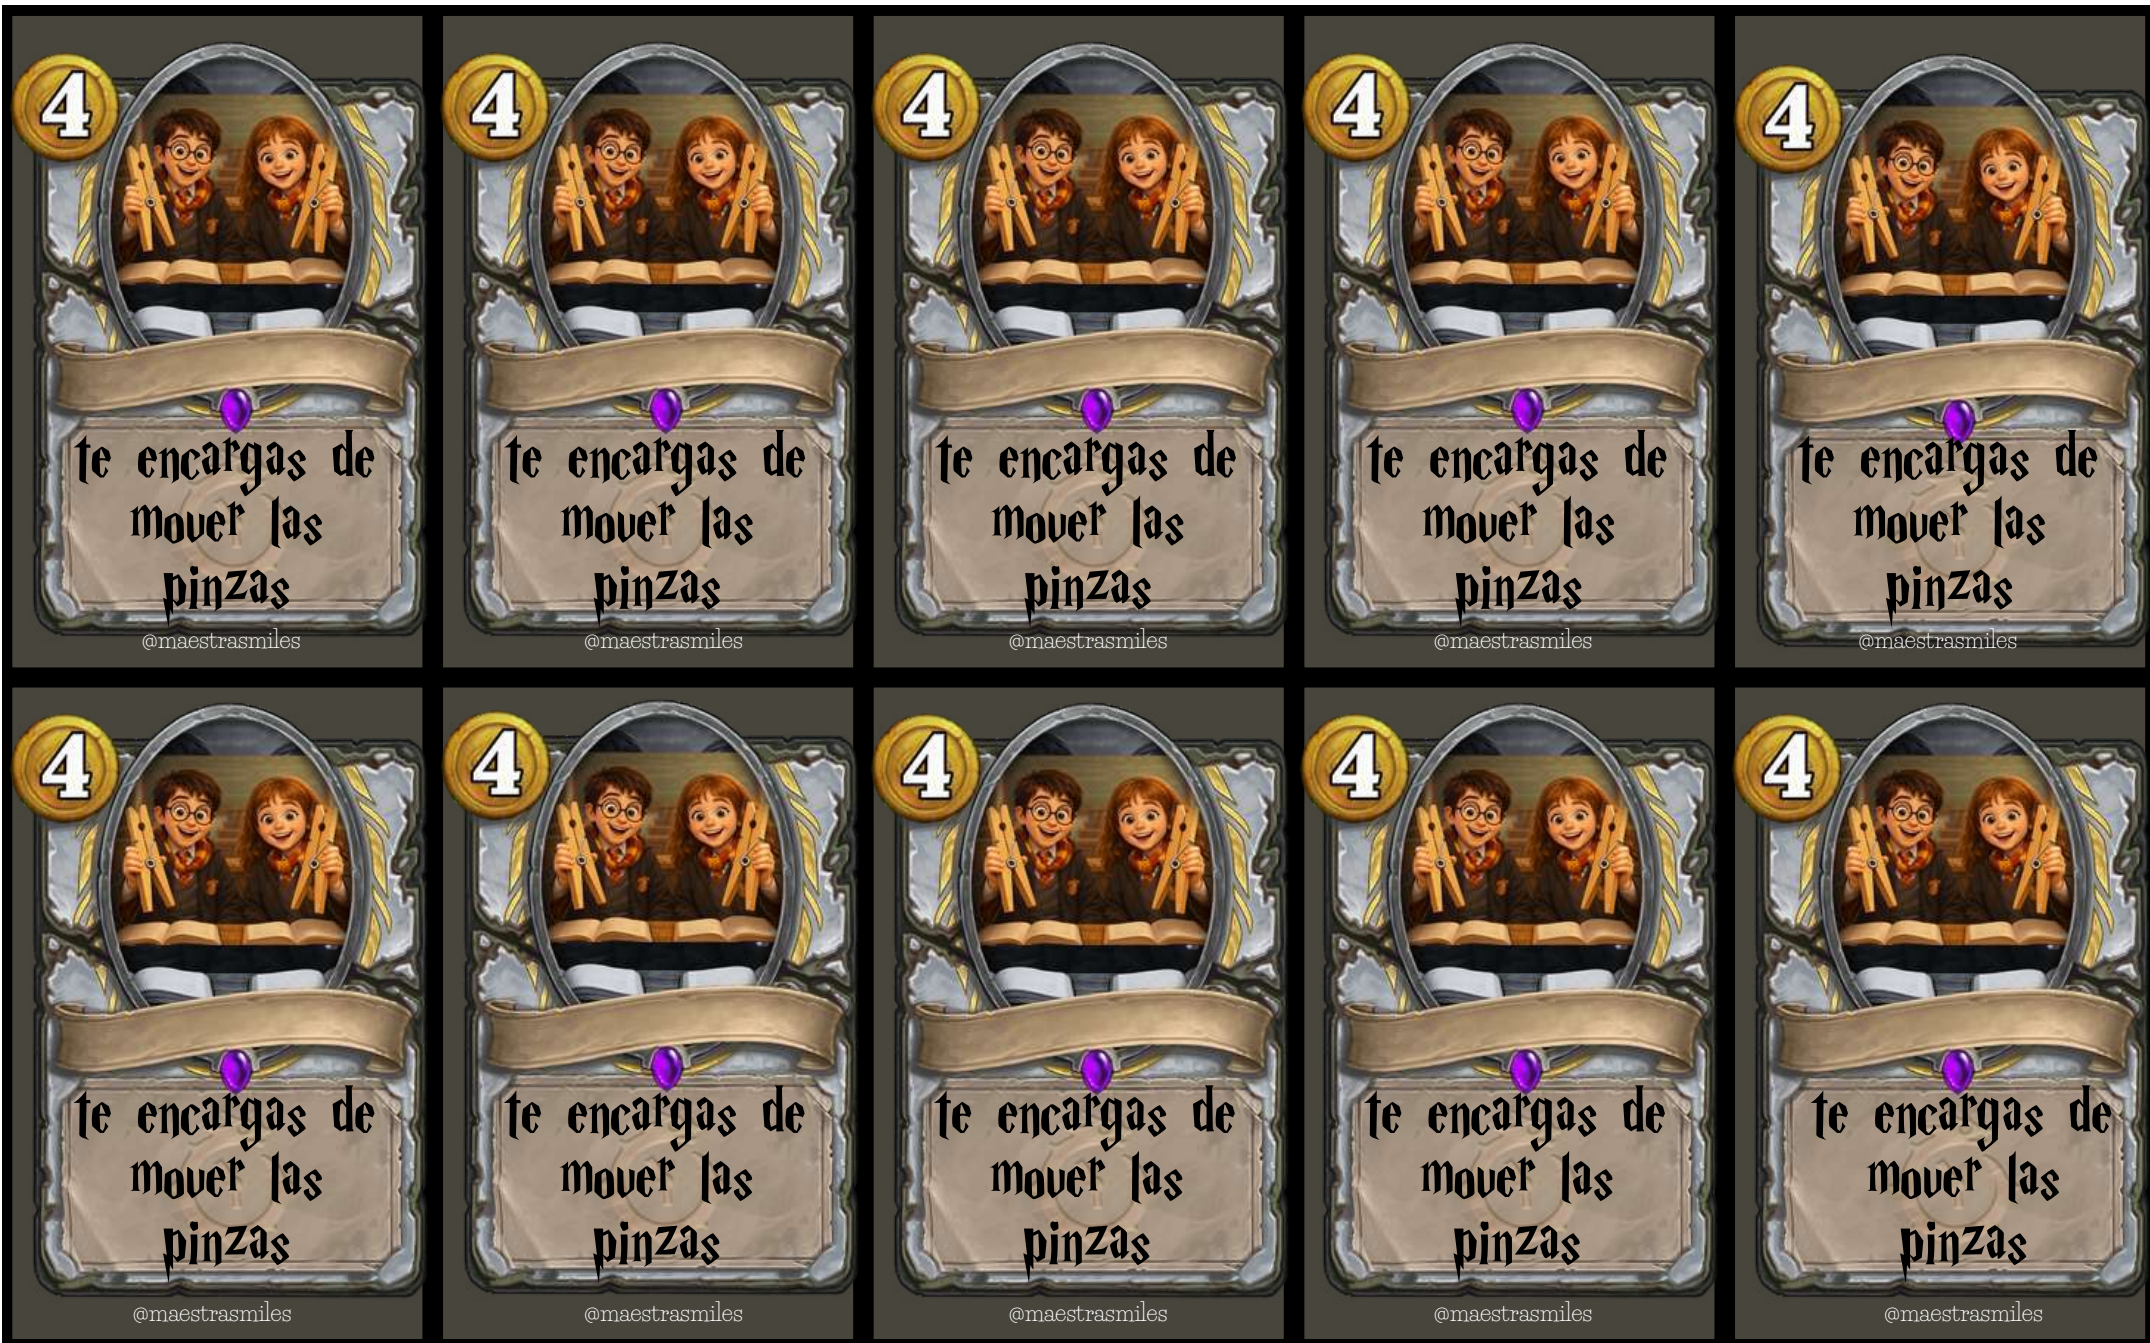 4
te encargas de
mover las
pinzas
@maestrasmiles
4
te encargas de
mover las
pinzas
@maestrasmiles
4
te encargas de
mover las
pinzas
@maestrasmiles
4
te encargas de
mover las
pinzas
@maestrasmiles
4
te encargas de
mover las
pinzas
@maestrasmiles
4
te encargas de
mover las
pinzas
@maestrasmiles
4
te encargas de
mover las
pinzas
@maestrasmiles
4
te encargas de
mover las
pinzas
@maestrasmiles
4
te encargas de
mover las
pinzas
@maestrasmiles
4
te encargas de
mover las
pinzas
@maestrasmiles